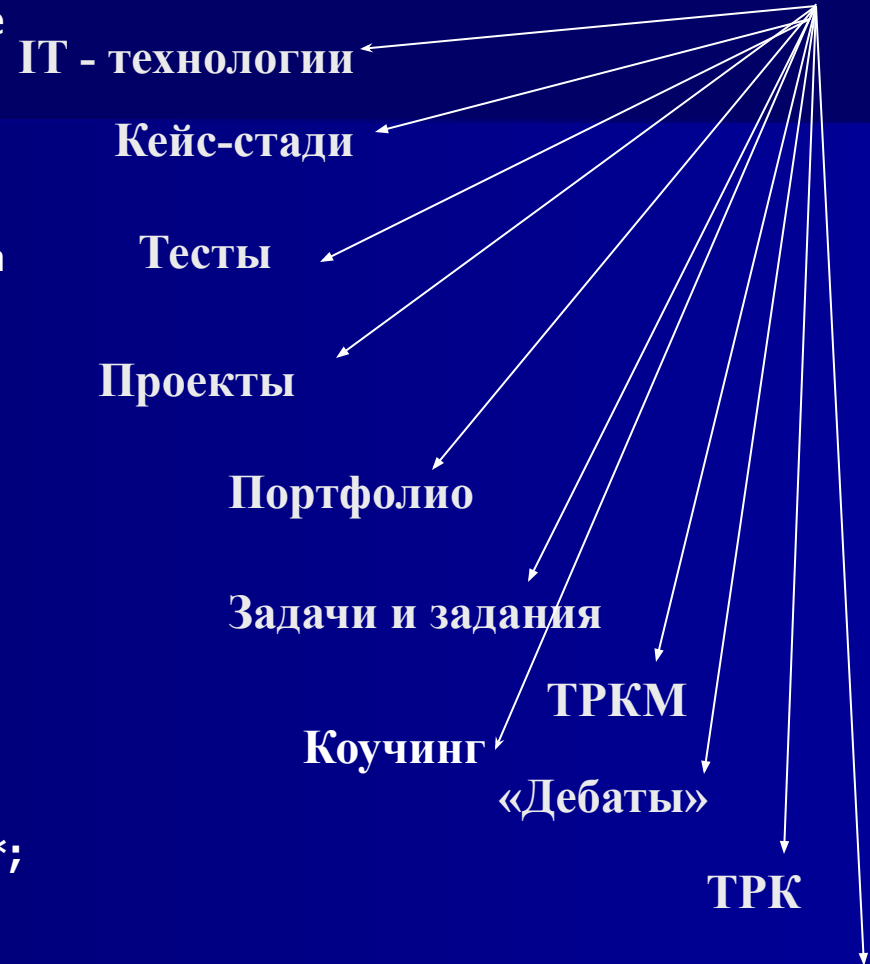 IT - технологии
Кейс-стади
Тесты
Проекты
Портфолио
Задачи и задания
ТРКМ
Коучинг
«Дебаты»
ТРК